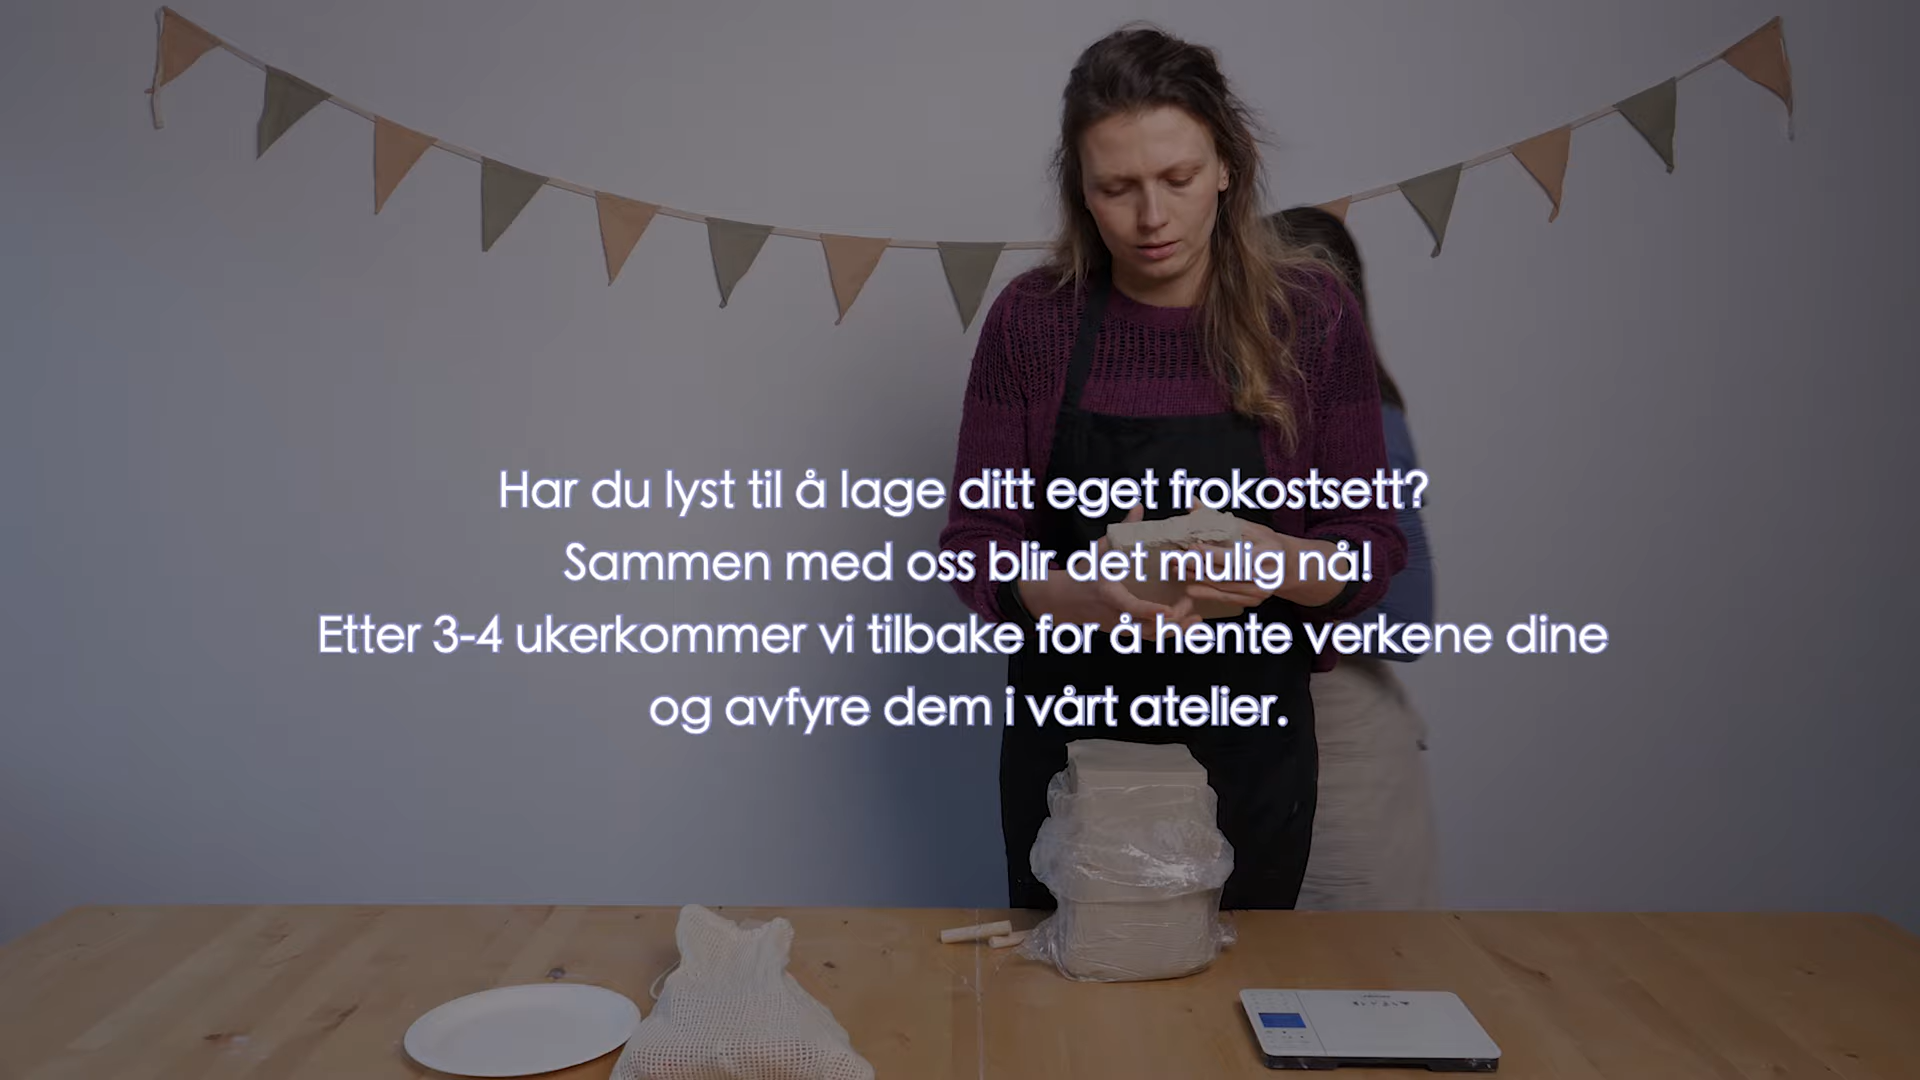 Har du lyst til å lage ditt eget frokostsett?
Sammen med oss blir det mulig nå!
Etter 3-4 ukerkommer vi tilbake for å hente verkene dine
og avfyre dem i vårt atelier.